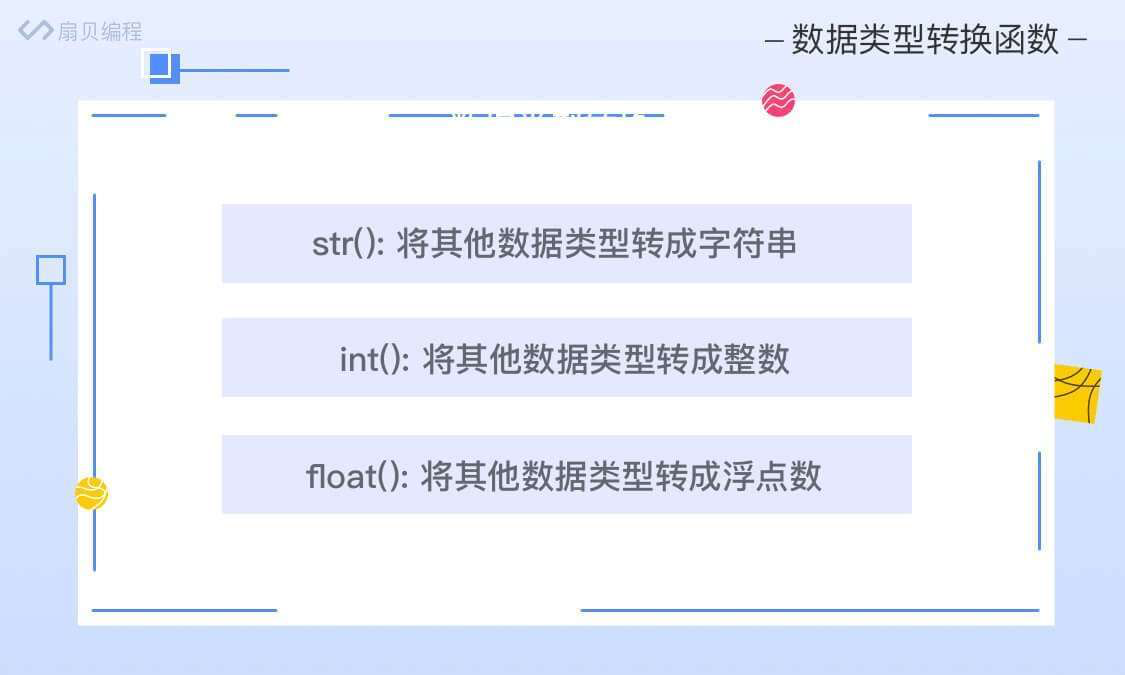 扇贝编程
— 数据类型转换函数 —
str(): 将其他数据类型转成字符串
int(): 将其他数据类型转成整数
float(): 将其他数据类型转成浮点数